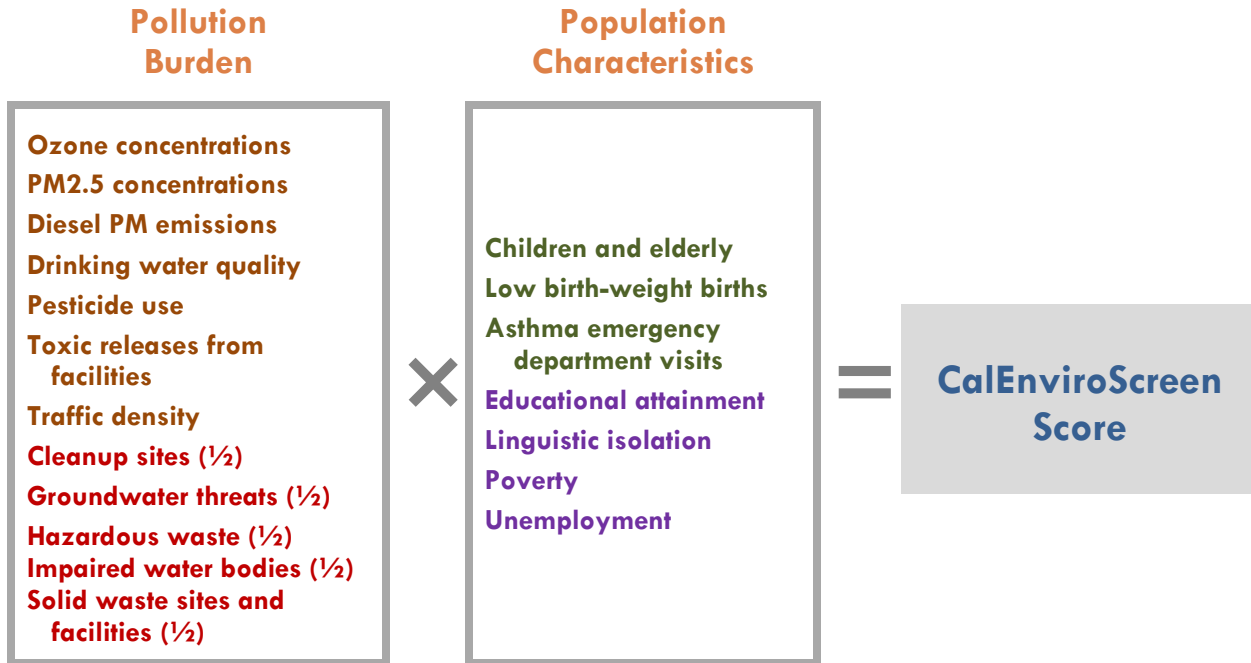 Pollution
Burden
Ozone concentrations
PM2.5 concentrations
Diesel PM emissions
Drinking water quality
Pesticide use
Toxic releases from
facilities
Traffic density
Cleanup sites (½)
Groundwater threats (½)
Hazardous waste (½)
Impaired water bodies (½)
Solid waste sites and
facilities (½)
×
Population
Characteristics
Children and elderly
Low birth-weight births
Asthma emergency
department visits
Educational attainment
Linguistic isolation
Poverty
Unemployment
=
CalEnviroScreen
Score